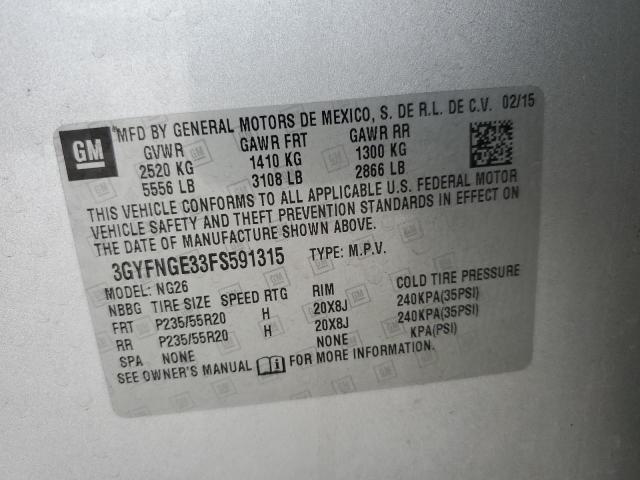 GM
MFD BY GENERAL MOTORS DE MEXICO, S. DE R.L. DE C.V. 02/15
GVWR GAWR FRT GAWR RR
2520 KG 1410 KG 1300 KG
5556 LB 3108 LB 2866 LB
THIS VEHICLE CONFORMS TO ALL APPLICABLE U.S. FEDERAL MOTOR
VEHICLE SAFETY AND THEFT PREVENTION STANDARDS IN EFFECT ON
THE DATE OF MANUFACTURE SHOWN ABOVE.
3GYFNGE33FS591315 TYPE: M.P.V.
MODEL: NG26
NBBG TIRE SIZE SPEED RTG RIM COLD TIRE PRESSURE
FRT P235/55R20 H 20X8J 240KPA(35PSI)
RR P235/55R20 H 20X8J 240KPA(35PSI)
SPA NONE NONE KPA(PSI)
SEE OWNER'S MANUAL FOR MORE INFORMATION.